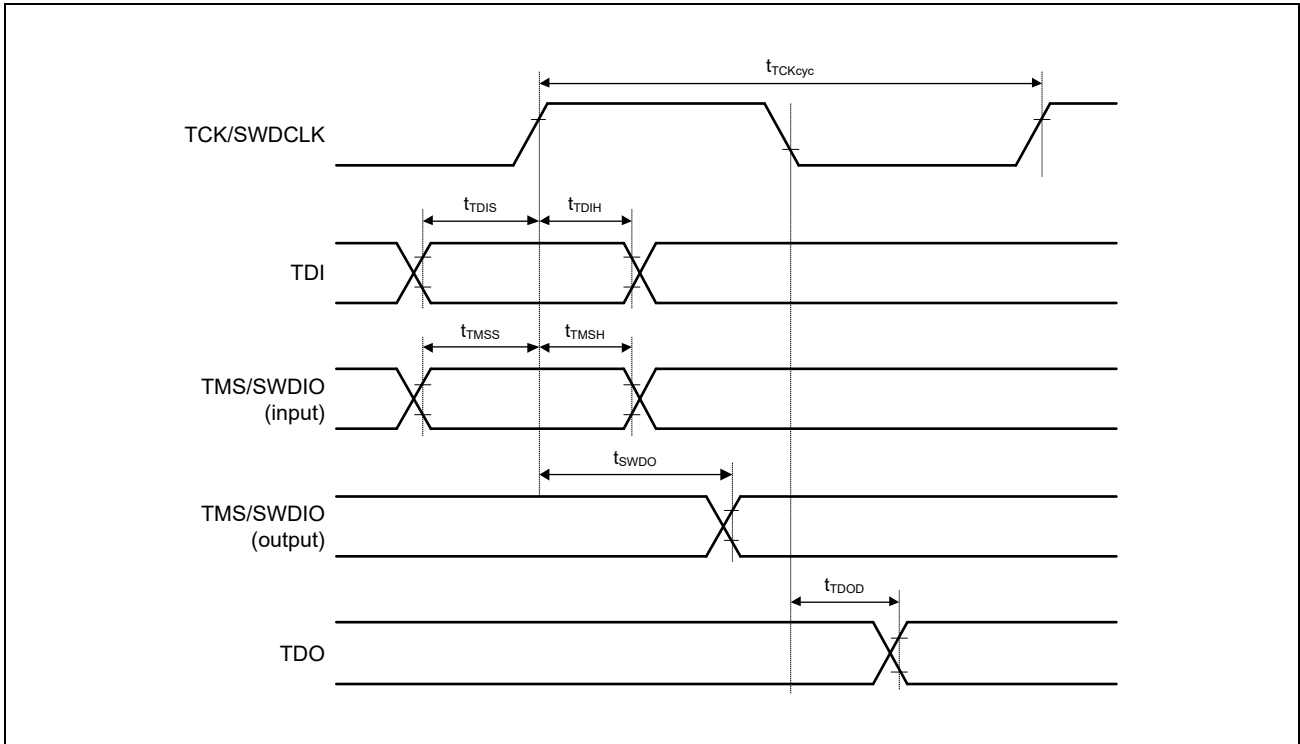 tTCKcyc
TCK/SWDCLK
tTDIS tTDIH
TDI
tTMSS tTMSH
TMS/SWDIO
(input)
tSWDO
TMS/SWDIO
(output)
tTDOD
TDO